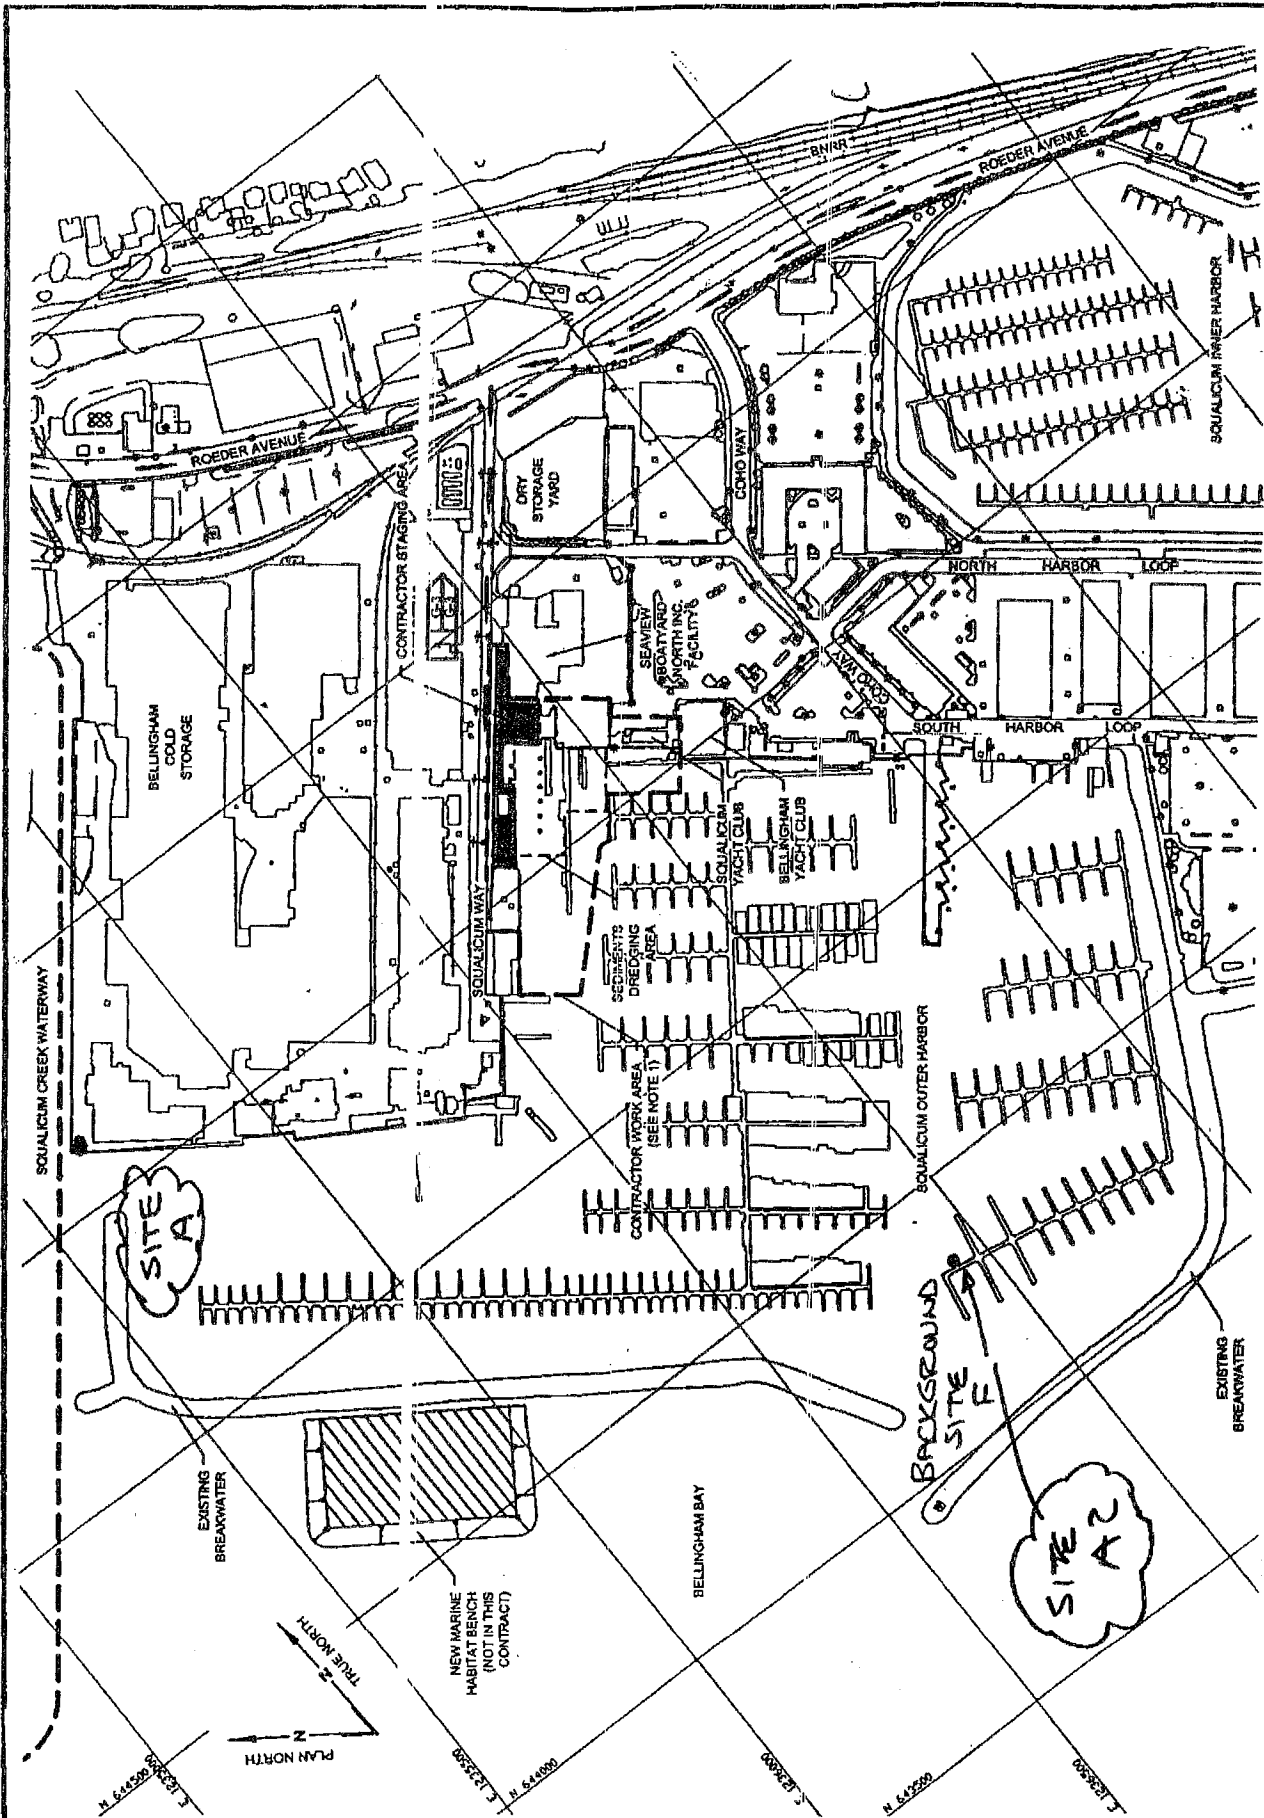 SQUALICUM CREEK WATERWAY
BELLINGHAM
COLD
STORAGE
ROEDER AVENUE
CONTRACTOR STAGING AREA
DRY
STORAGE
YARD
COHO WAY
BNRR
ROEDER AVENUE
SQUALICUM INNER HARBOR
NORTH HARBOR LOOP
SEAVIEW
BOATYARD
NORTH INC.
FACILITY
COHO WAY
SOUTH HARBOR LOOP
SQUALICUM WAY
SQUALICUM
YACHT CLUB
BELLINGHAM
YACHT CLUB
SEDIMENTS
DREDGING
AREA
CONTRACTOR WORK AREA
(SEE NOTE 1)
SQUALICUM OUTER HARBOR
SITE
A
BACKGROUND
SITE
F
SITE
A2
EXISTING
BREAKWATER
EXISTING
BREAKWATER
NEW MARINE
HABITAT BENCH
(NOT IN THIS
CONTRACT)
BELLINGHAM BAY
N
TRUE NORTH
N
PLAN NORTH
N 644500
E 1235000
E 1235500
N 644000
E 1236000
N 643500
E 1236500